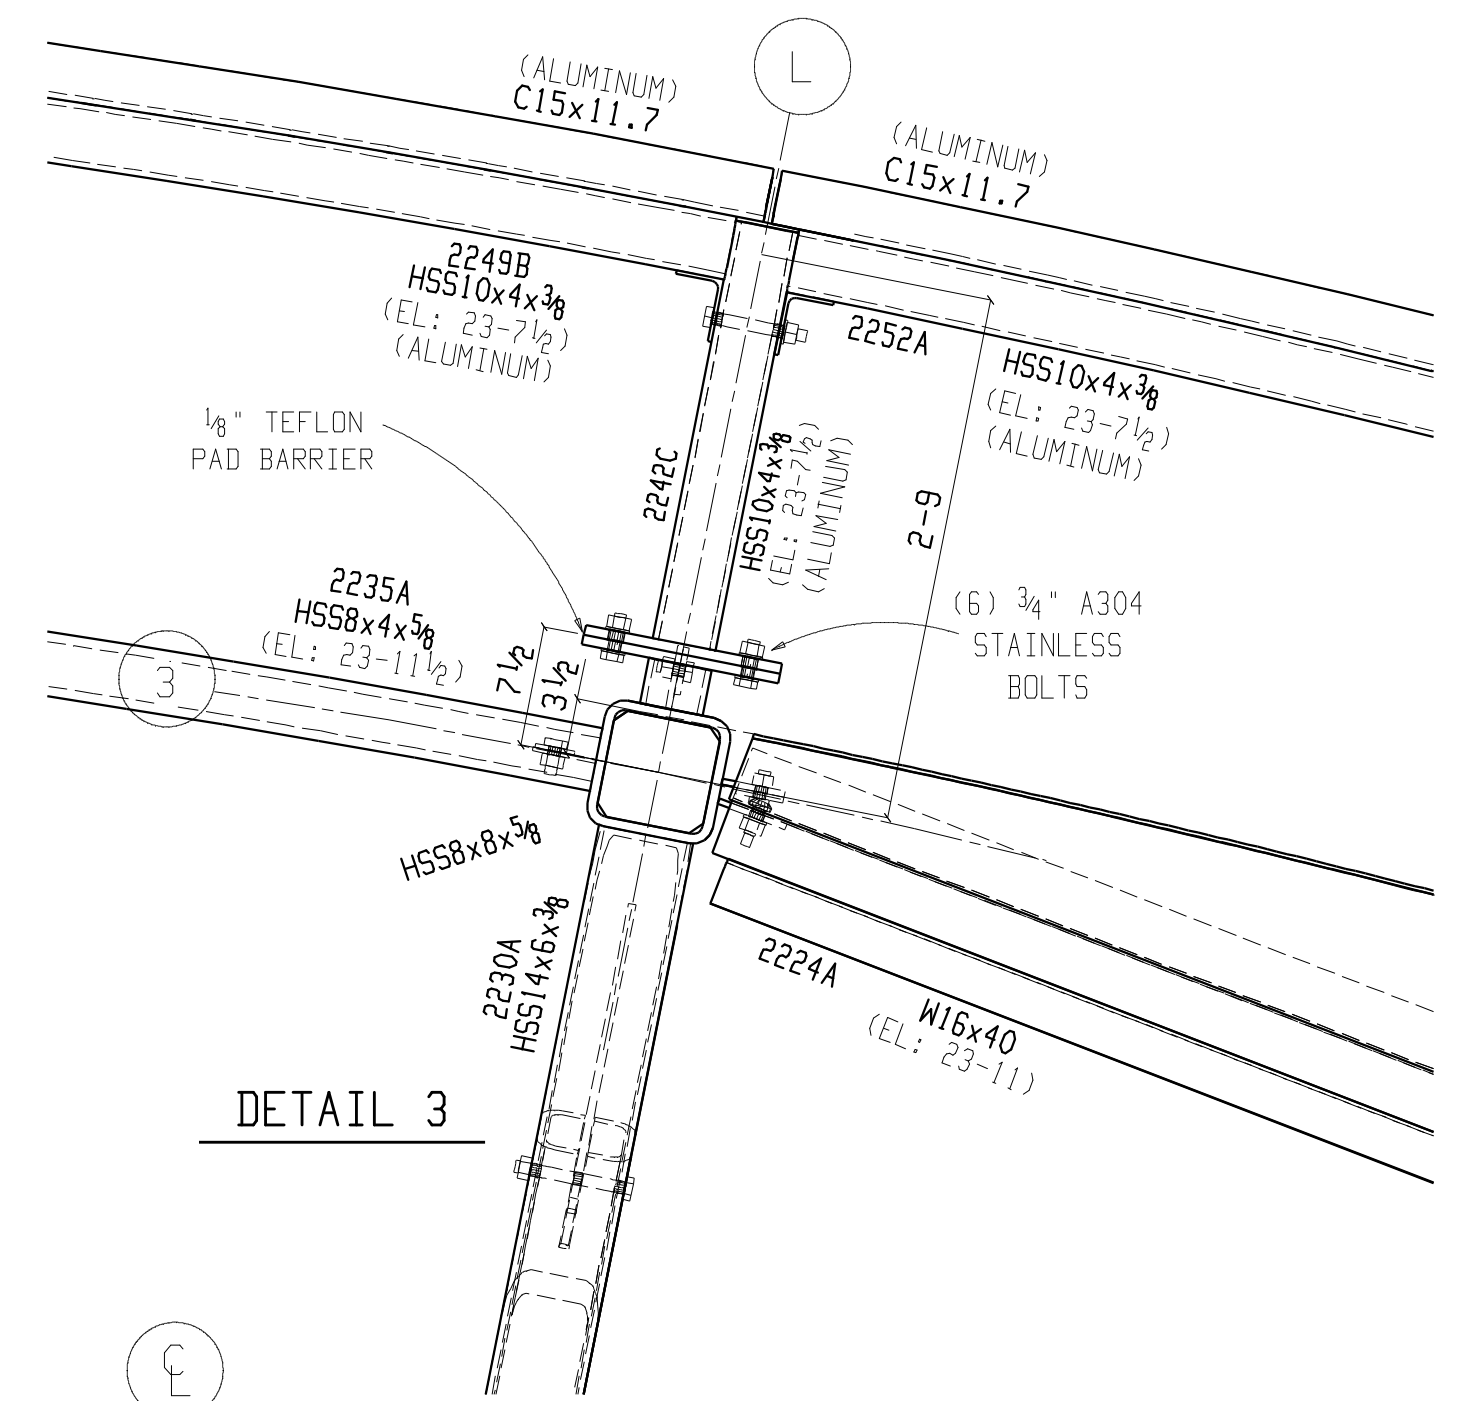 L
(ALUMINUM)
C15x11.7
(ALUMINUM)
C15x11.7
2249B
HSS10x4x3/8
(EL: 23-7 1/2)
(ALUMINUM)
2252A
HSS10x4x3/8
(EL: 23-7 1/2)
(ALUMINUM)
1/8" TEFLON
PAD BARRIER
2242C
HSS10x4x3/8
(EL: 23-7 1/2)
(ALUMINUM)
2-9
2235A
HSS8x4x5/8
(EL: 23-11 1/2)
3
7 1/2
3 1/2
(6) 3/4" A304
STAINLESS
BOLTS
HSS8x8x5/8
2230A
HSS14x6x3/8
2224A
W16x40
(EL: 23-11)
DETAIL 3
℄